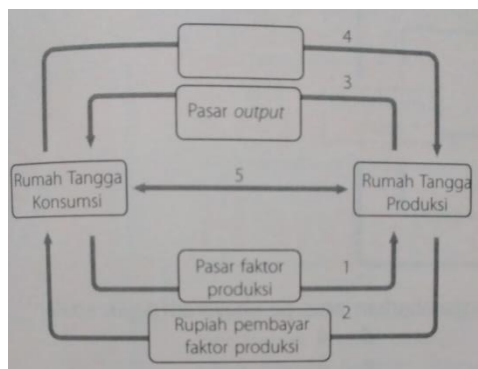 4
3
Pasar output
Rumah Tangga
Konsumsi
5
Rumah Tangga
Produksi
Pasar faktor
produksi
1
2
Rupiah pembayar
faktor produksi